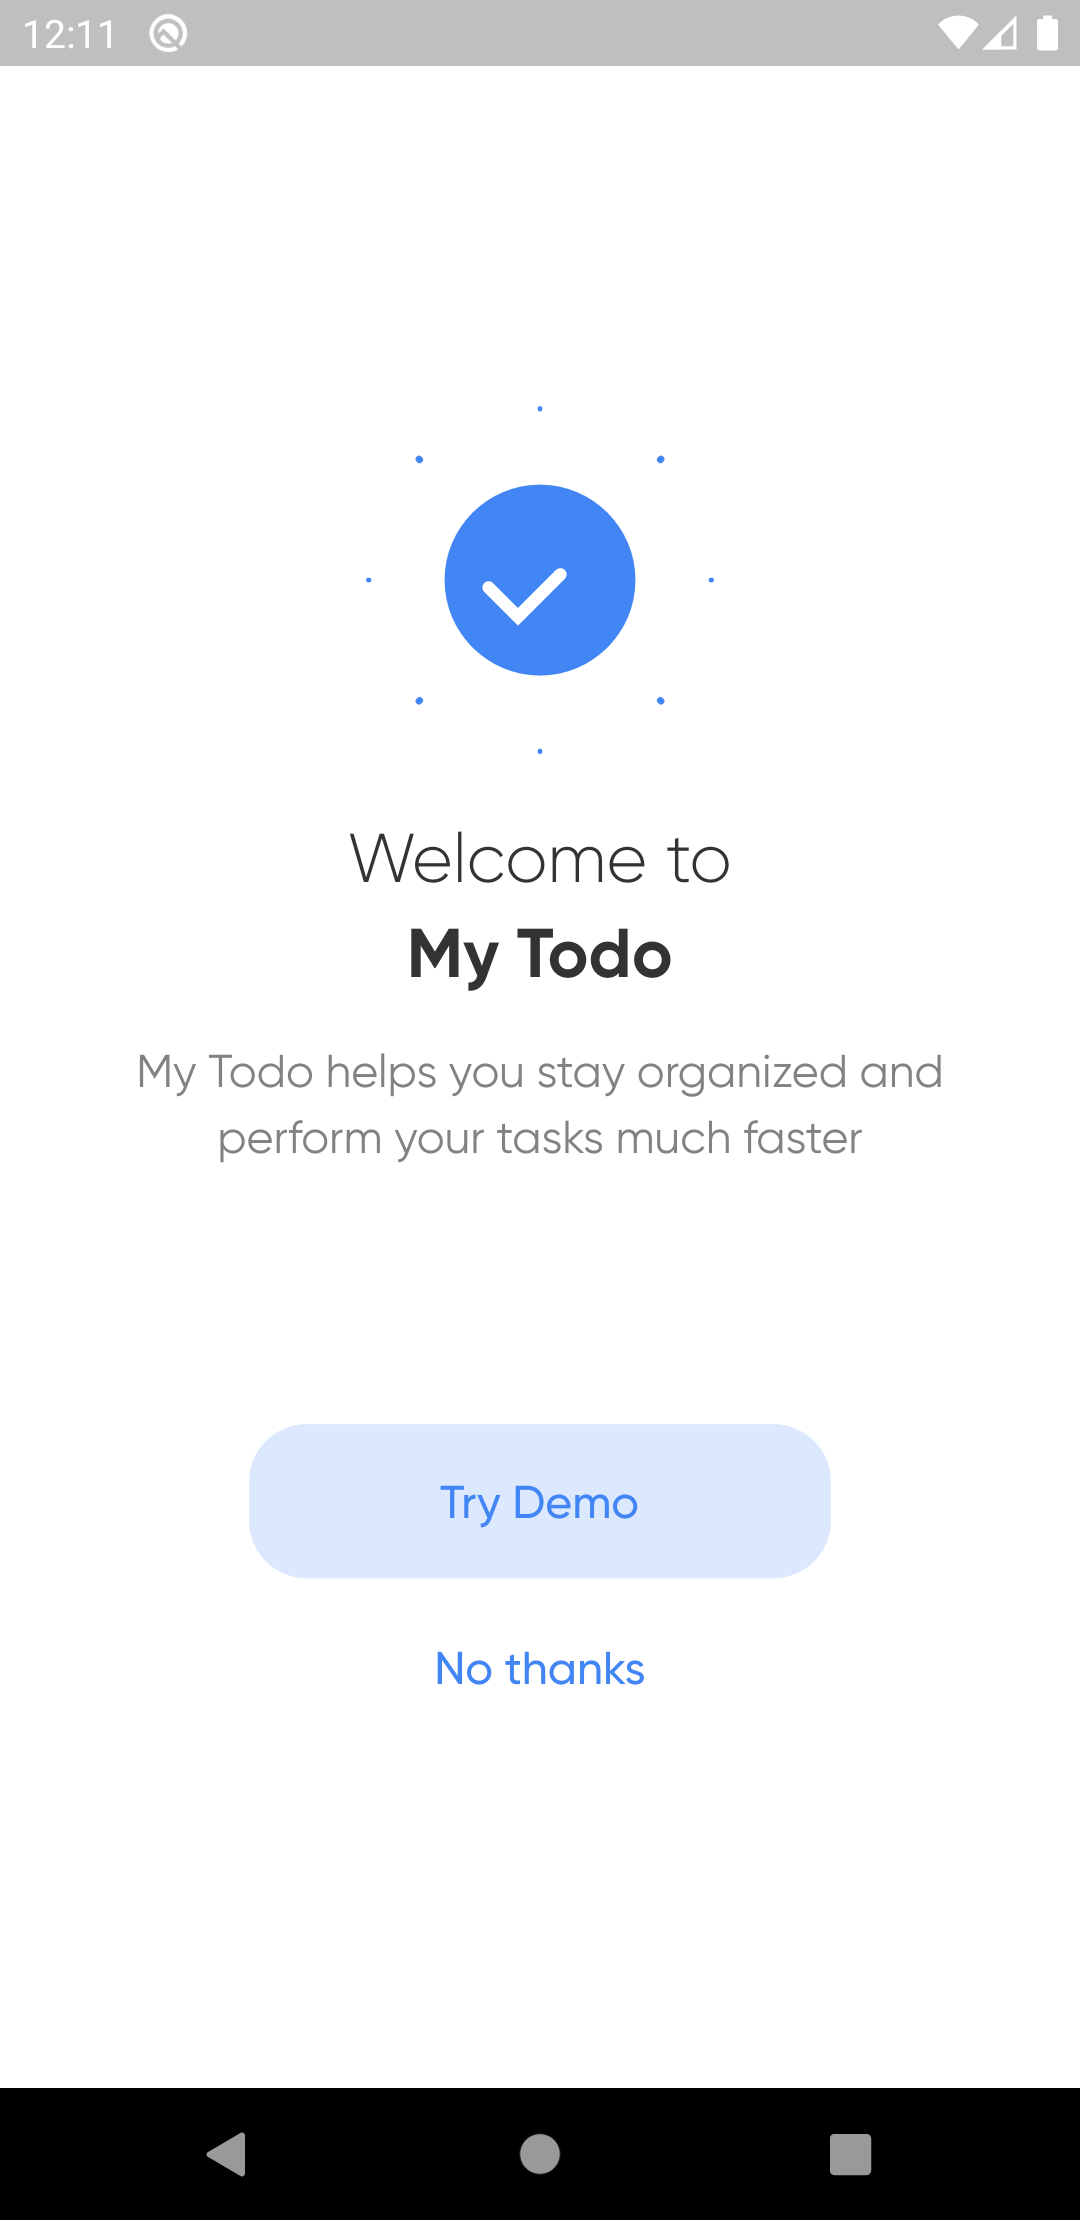 12:11
Welcome to
My Todo
My Todo helps you stay organized and
perform your tasks much faster
Try Demo
No thanks